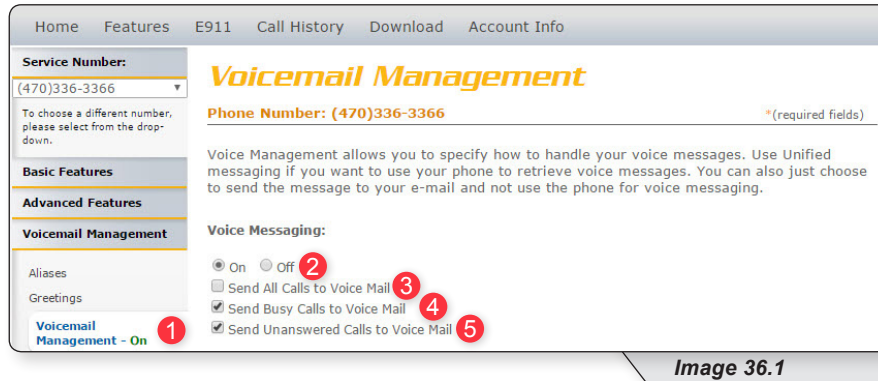 Home Features E911 Call History Download Account Info
Service Number:
(470)336-3366
To choose a different number,
please select from the drop-
down.
Basic Features
Advanced Features
Voicemail Management
Aliases
Greetings
Voicemail
Management - On
1
Voicemail Management
Phone Number: (470)336-3366
*(required fields)
Voice Management allows you to specify how to handle your voice messages. Use Unified
messaging if you want to use your phone to retrieve voice messages. You can also just choose
to send the message to your e-mail and not use the phone for voice messaging.
Voice Messaging:
On Off 2
Send All Calls to Voice Mail 3
Send Busy Calls to Voice Mail 4
Send Unanswered Calls to Voice Mail 5
Image 36.1